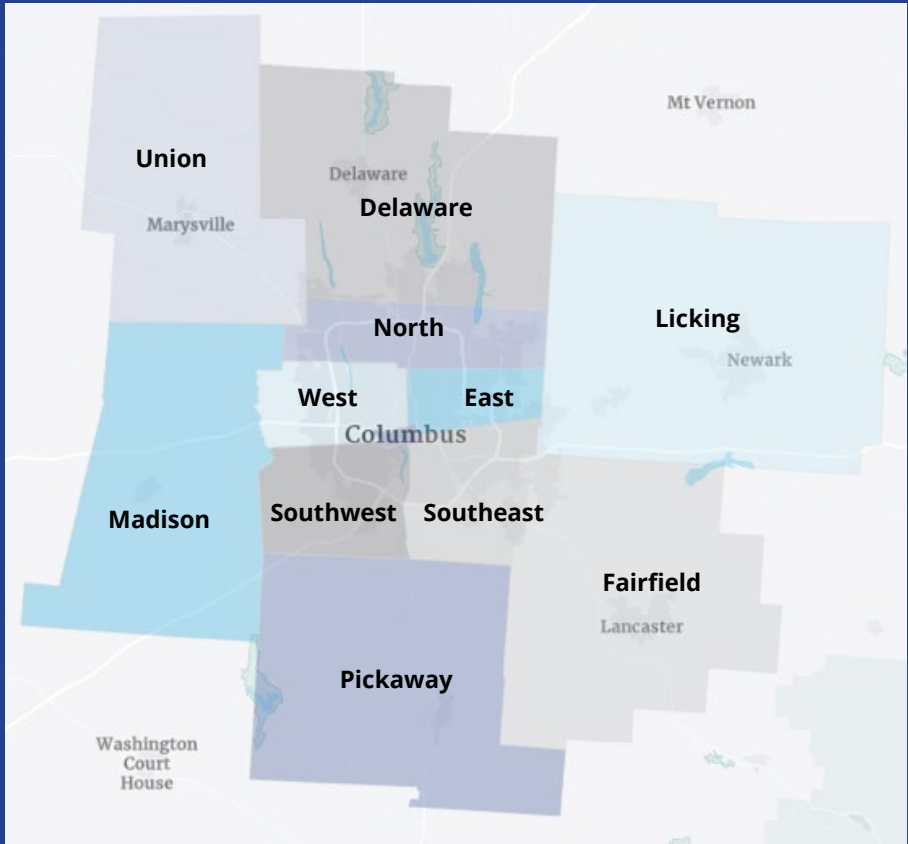 Mt Vernon
Union
Delaware
Delaware
Marysville
Licking
North
Newark
West
East
Columbus
Southwest
Southeast
Madison
Fairfield
Lancaster
Pickaway
Washington
Court
House